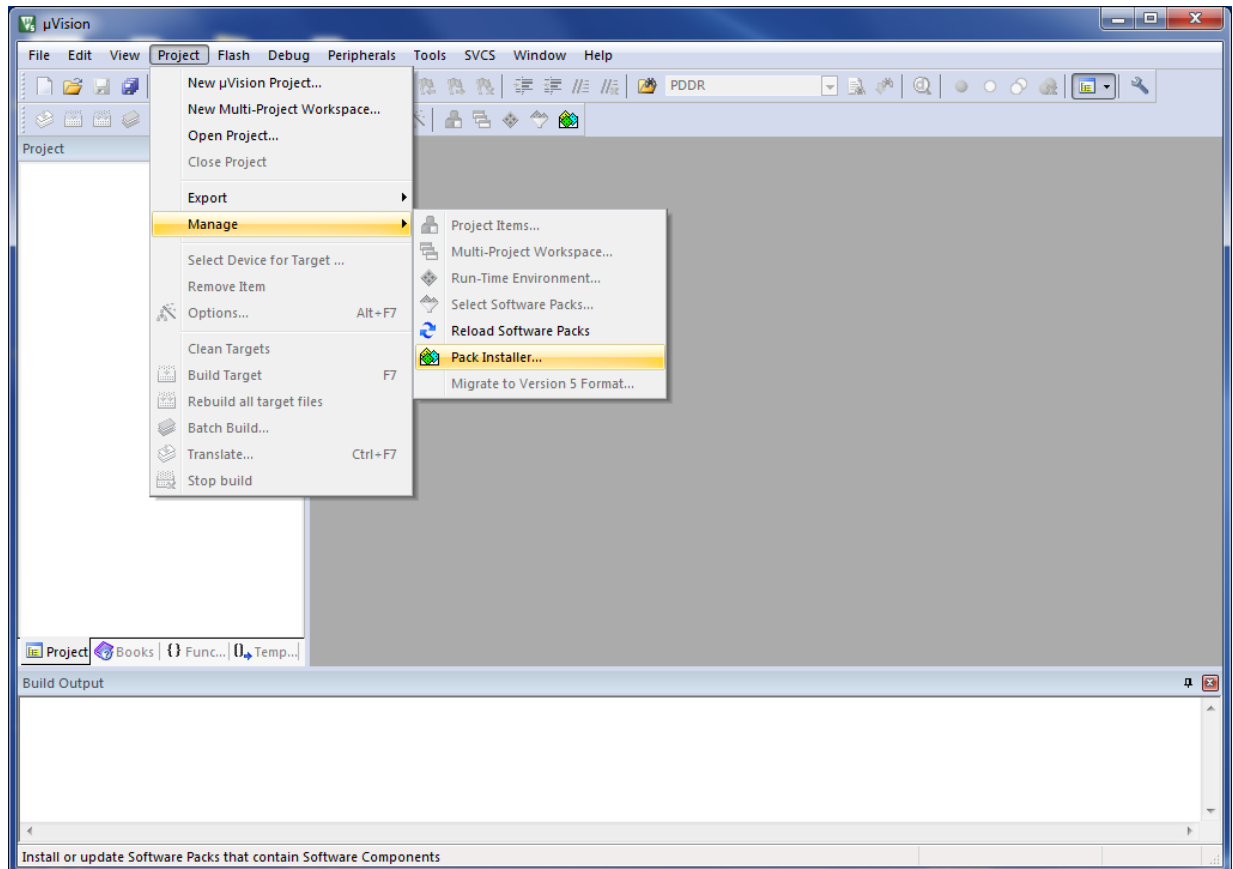 µVision
File Edit View Project Flash Debug Peripherals Tools SVCS Window Help
PDDR
Project
New µVision Project...
New Multi-Project Workspace...
Open Project...
Close Project
Export
Manage
Select Device for Target ...
Remove Item
Options... Alt+F7
Clean Targets
Build Target F7
Rebuild all target files
Batch Build...
Translate... Ctrl+F7
Stop build
Project Items...
Multi-Project Workspace...
Run-Time Environment...
Select Software Packs...
Reload Software Packs
Pack Installer...
Migrate to Version 5 Format...
Project Books {} Func... Temp...
Build Output
Install or update Software Packs that contain Software Components